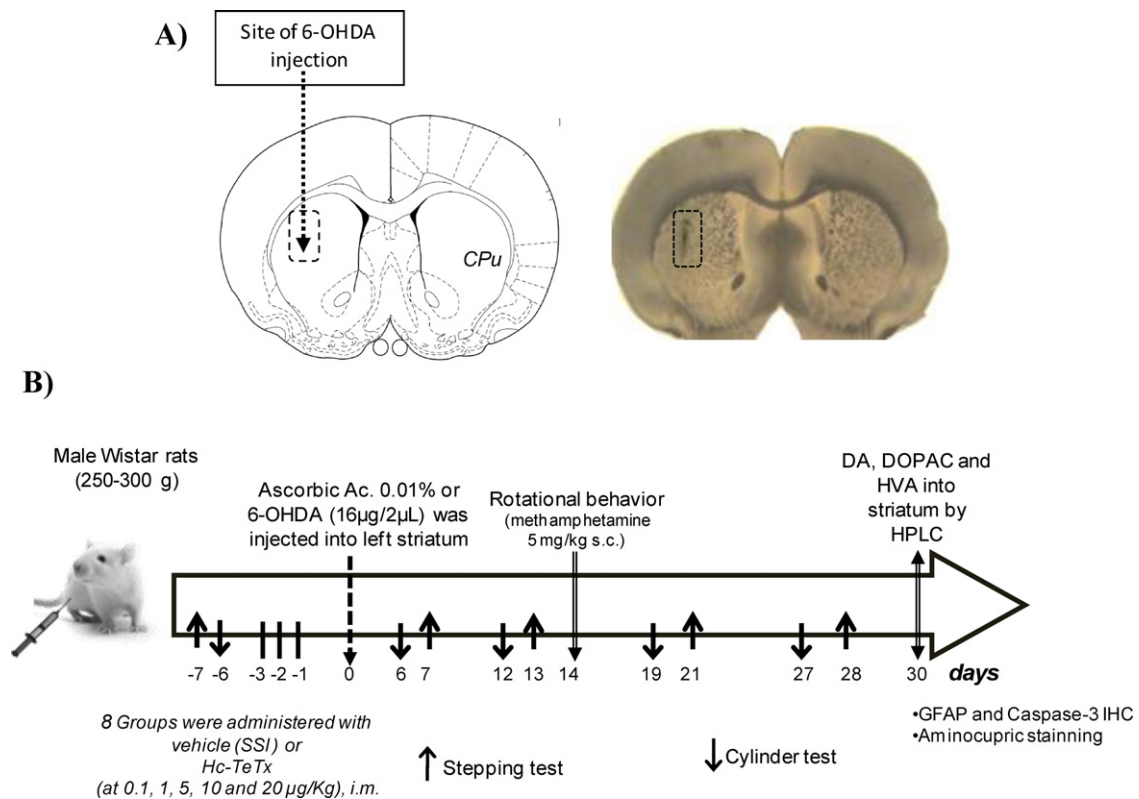 A)
Site of 6-OHDA
injection
CPu
B)
Male Wistar rats
(250-300 g)
Ascorbic Ac. 0.01% or
6-OHDA (16µg/2µL) was
injected into left striatum
Rotational behavior
(methamphetamine
5 mg/kg s.c.)
DA, DOPAC and
HVA into
striatum by
HPLC
-7 -6 -3 -2 -1 0 6 7 12 13 14 19 21 27 28 30 days
8 Groups were administered with
vehicle (SSI) or
Hc-TeTx
(at 0.1, 1, 5, 10 and 20 µg/Kg), i.m.
Stepping test
Cylinder test
•GFAP and Caspase-3 IHC
•Aminocupric stainning